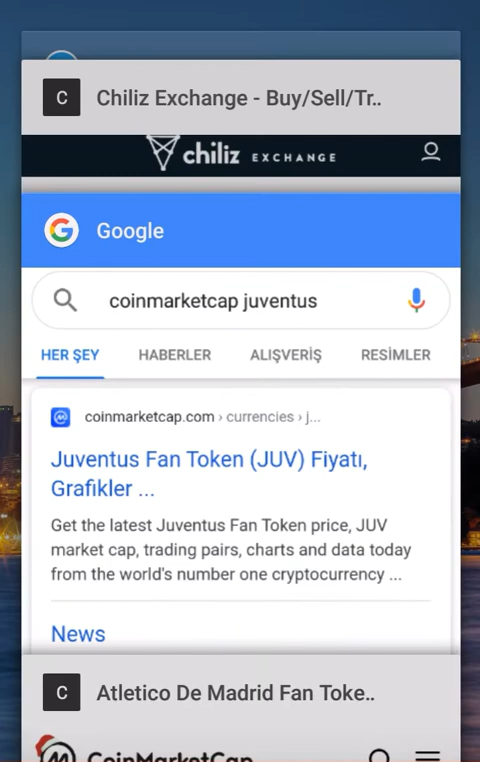 C Chiliz Exchange - Buy/Sell/Tr..
chiliz EXCHANGE
Google
coinmarketcap juventus
HER ŞEY HABERLER ALIŞVERİŞ RESİMLER
coinmarketcap.com › currencies › j...
Juventus Fan Token (JUV) Fiyatı,
Grafikler ...
Get the latest Juventus Fan Token price, JUV
market cap, trading pairs, charts and data today
from the world's number one cryptocurrency ...
News
C Atletico De Madrid Fan Toke..
CoinMarketCap